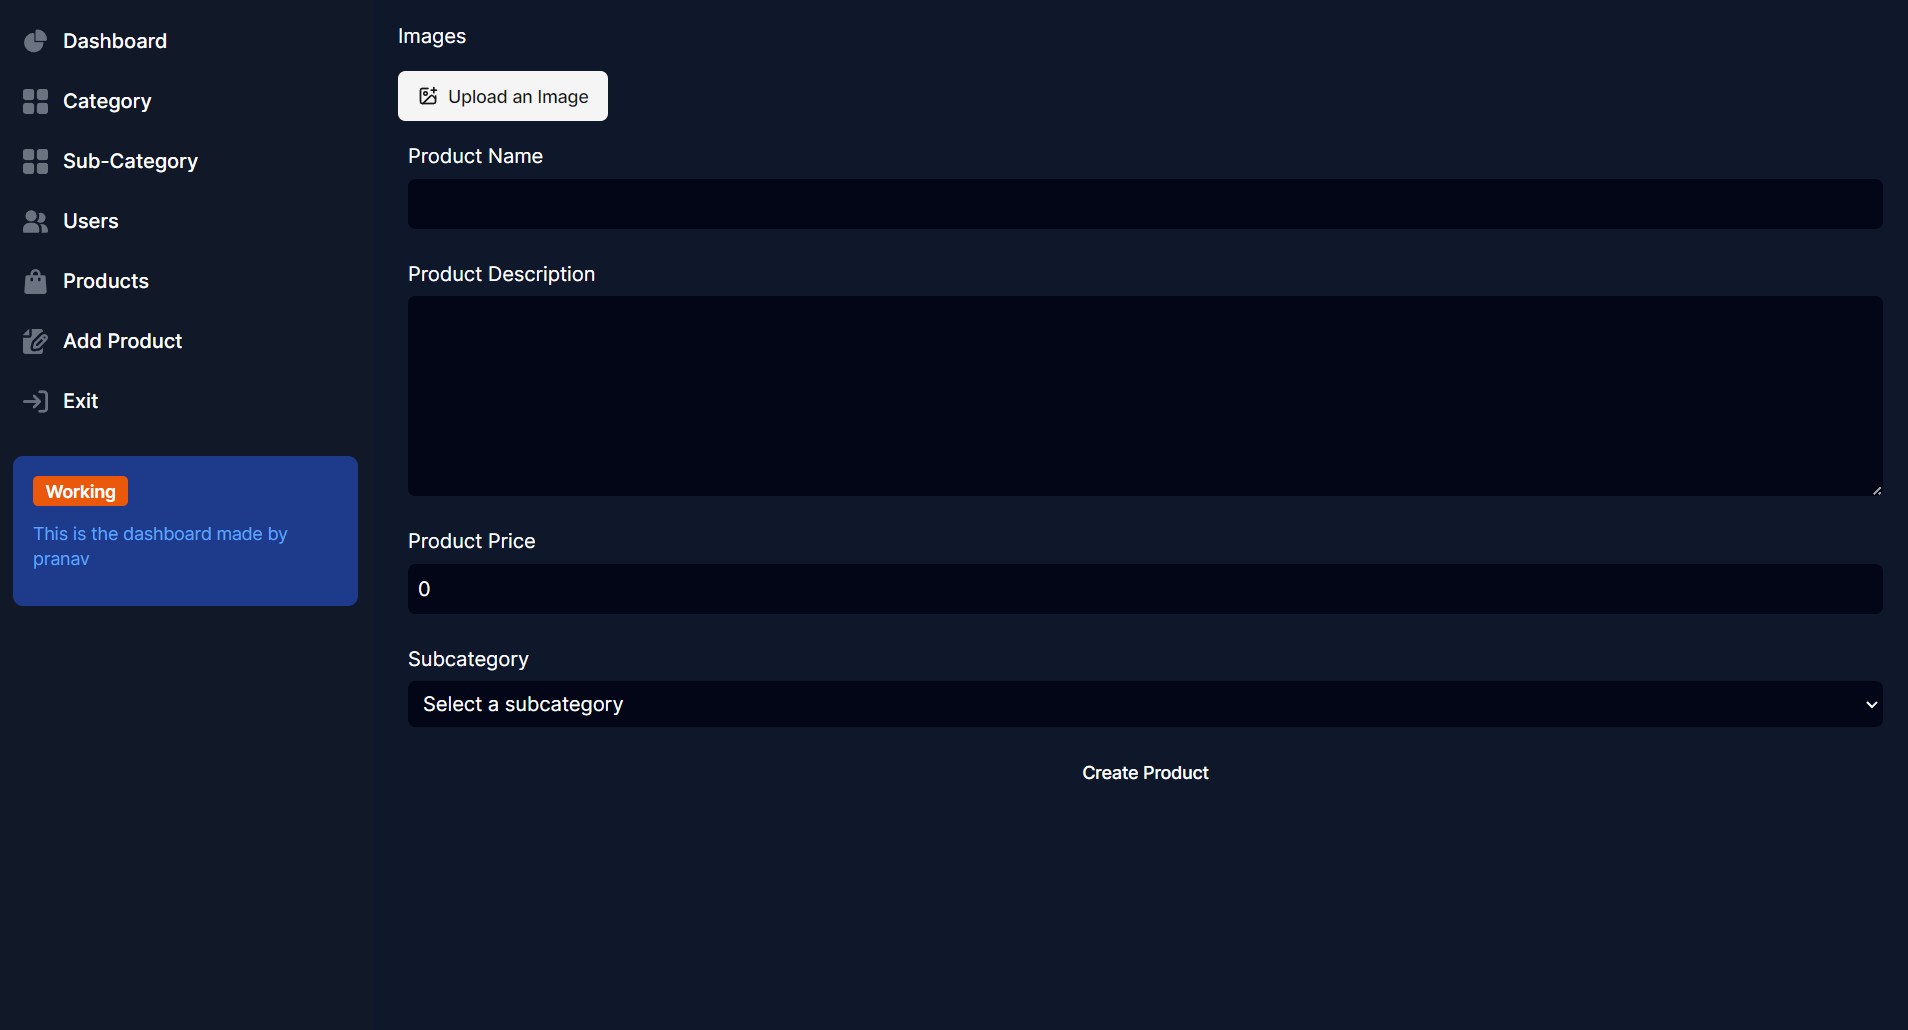 Dashboard
Category
Sub-Category
Users
Products
Add Product
Exit
Working
This is the dashboard made by
pranav
Images
Upload an Image
Product Name
Product Description
Product Price
0
Subcategory
Select a subcategory
Create Product